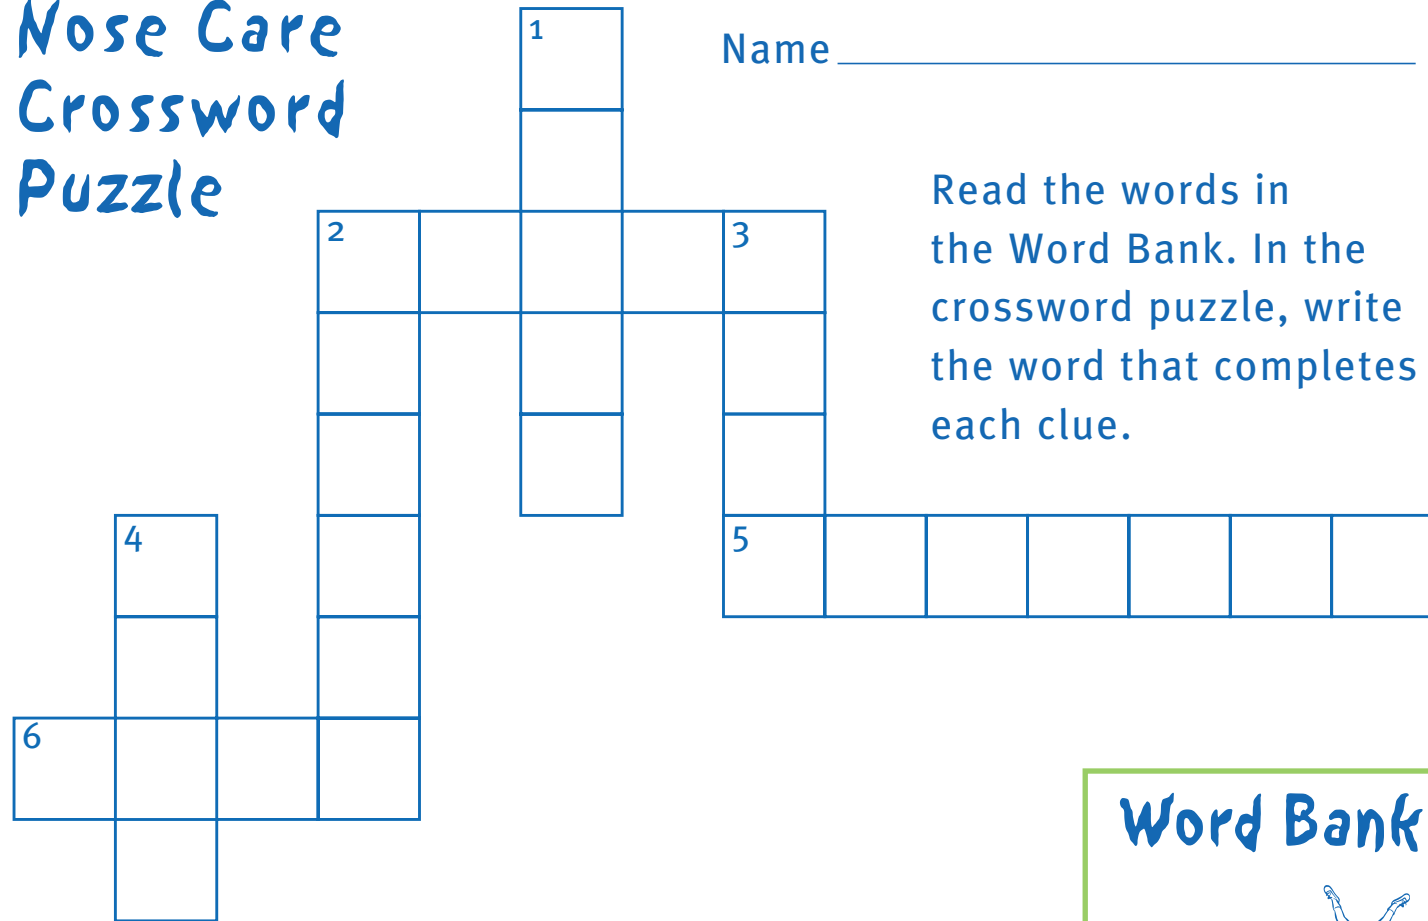 Nose Care
Crossword
Puzzle
Name
Read the words in
the Word Bank. In the
crossword puzzle, write
the word that completes
each clue.
1
2
3
4
5
6
Word Bank